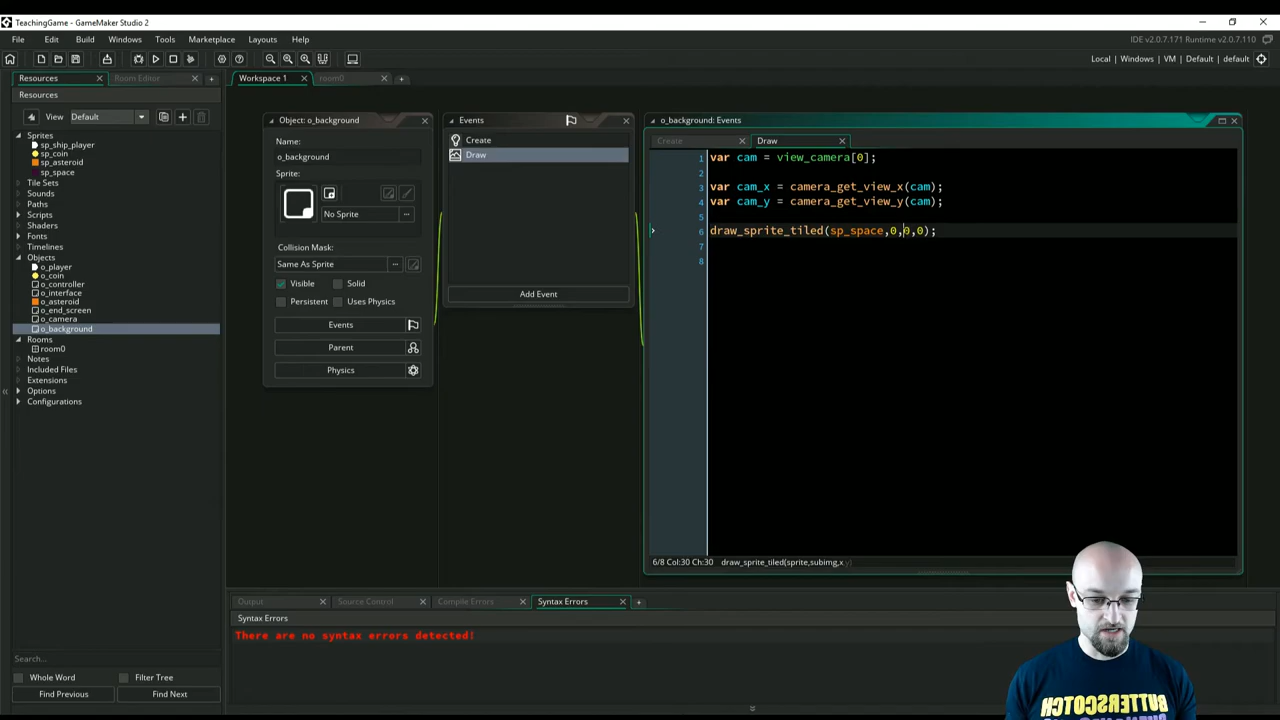 TeachingGame - GameMaker Studio 2
File Edit Build Windows Tools Marketplace Layouts Help
IDE v2.0.7.171 Runtime v2.0.7.110
Local | Windows | VM | Default | default
Resources
Room Editor
Workspace 1
room0
Resources
View Default
Sprites
sp_ship_player
sp_coin
sp_asteroid
sp_space
Tile Sets
Sounds
Paths
Scripts
Shaders
Fonts
Timelines
Objects
o_player
o_coin
o_controller
o_interface
o_asteroid
o_end_screen
o_camera
o_background
Rooms
room0
Notes
Included Files
Extensions
Options
Configurations
Search...
Whole Word
Filter Tree
Find Previous
Find Next
Object: o_background
Name:
o_background
Sprite:
No Sprite
Collision Mask:
Same As Sprite
Visible
Solid
Persistent
Uses Physics
Events
Parent
Physics
Events
Create
Draw
Add Event
o_background: Events
Create
Draw
1 var cam = view_camera[0];
2
3 var cam_x = camera_get_view_x(cam);
4 var cam_y = camera_get_view_y(cam);
5
6 draw_sprite_tiled(sp_space,0,0,0);
7
8
6/8 Col:30 Ch:30 draw_sprite_tiled(sprite,subimg,x,y)
Output
Source Control
Compile Errors
Syntax Errors
Syntax Errors
There are no syntax errors detected!
BUTTERSCOTCH